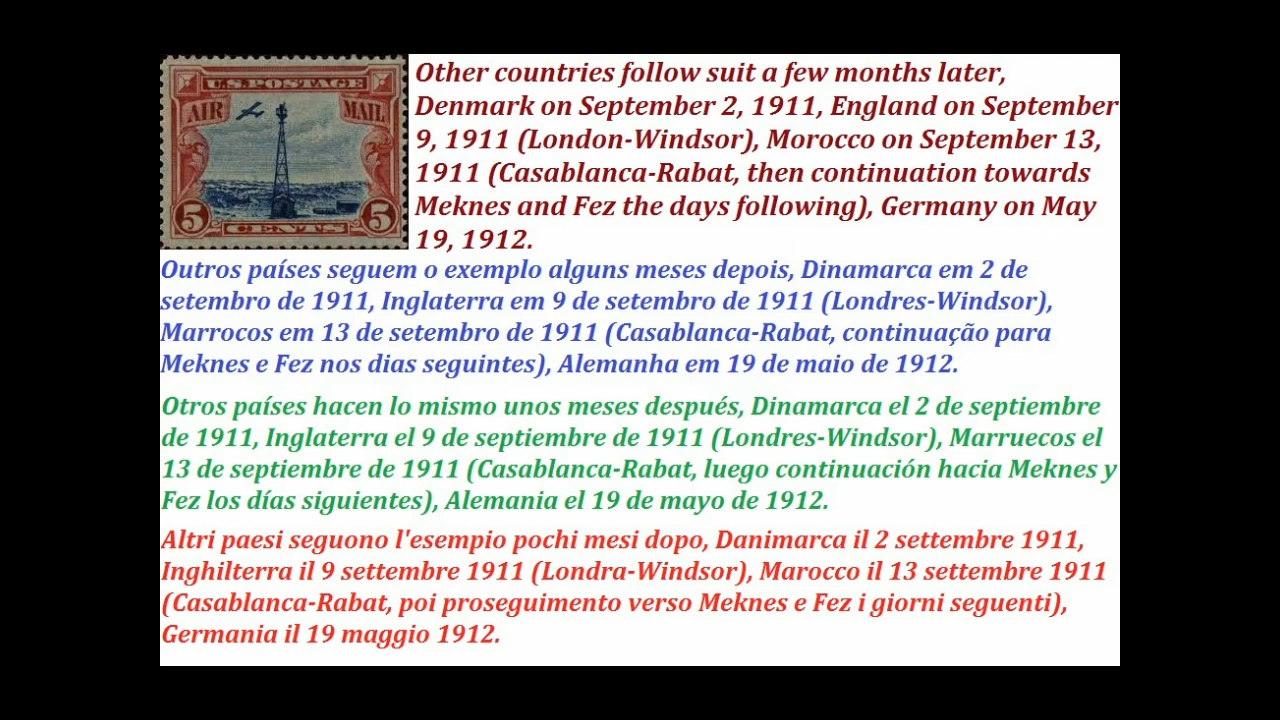 U.S. POSTAGE
AIR MAIL
5 5
CENTS
Other countries follow suit a few months later,
Denmark on September 2, 1911, England on September
9, 1911 (London-Windsor), Morocco on September 13,
1911 (Casablanca-Rabat, then continuation towards
Meknes and Fez the days following), Germany on May
19, 1912.
Outros países seguem o exemplo alguns meses depois, Dinamarca em 2 de
setembro de 1911, Inglaterra em 9 de setembro de 1911 (Londres-Windsor),
Marrocos em 13 de setembro de 1911 (Casablanca-Rabat, continuação para
Meknes e Fez nos dias seguintes), Alemanha em 19 de maio de 1912.
Otros países hacen lo mismo unos meses después, Dinamarca el 2 de septiembre
de 1911, Inglaterra el 9 de septiembre de 1911 (Londres-Windsor), Marruecos el
13 de septiembre de 1911 (Casablanca-Rabat, luego continuación hacia Meknes y
Fez los días siguientes), Alemania el 19 de mayo de 1912.
Altri paesi seguono l'esempio pochi mesi dopo, Danimarca il 2 settembre 1911,
Inghilterra il 9 settembre 1911 (Londra-Windsor), Marocco il 13 settembre 1911
(Casablanca-Rabat, poi proseguimento verso Meknes e Fez i giorni seguenti),
Germania il 19 maggio 1912.